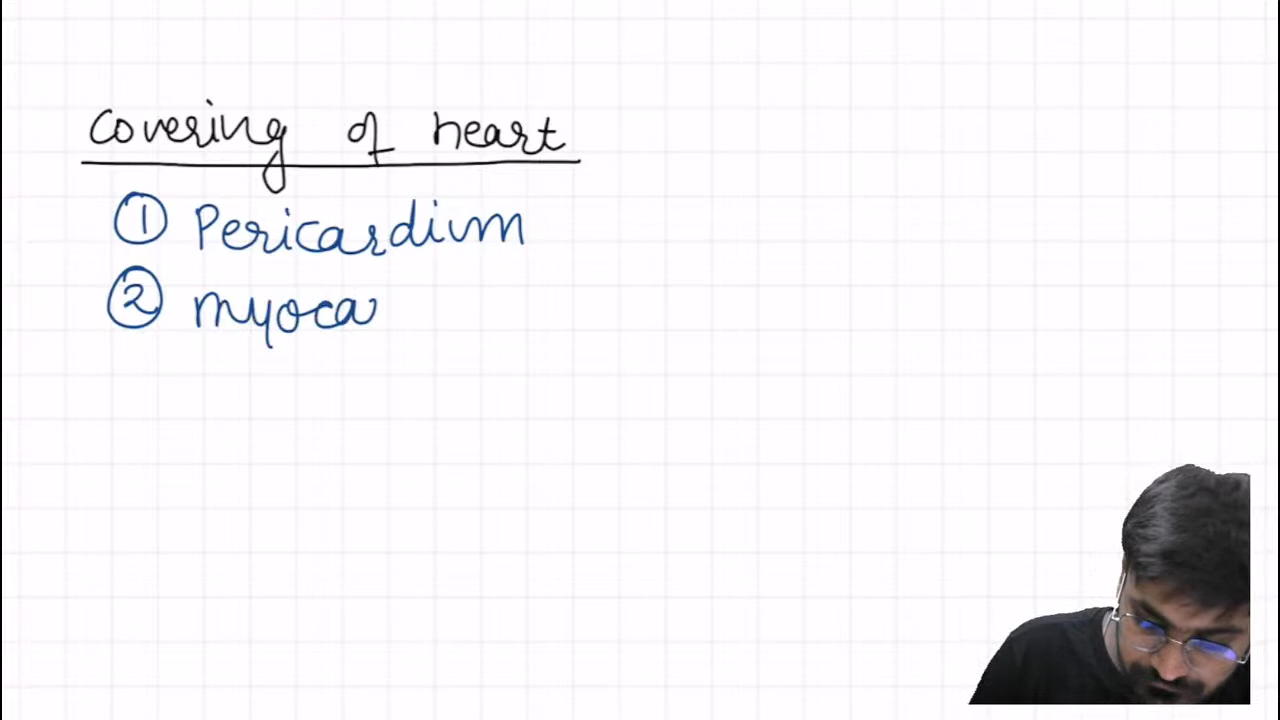 covering of heart
① Pericardium
② myoca